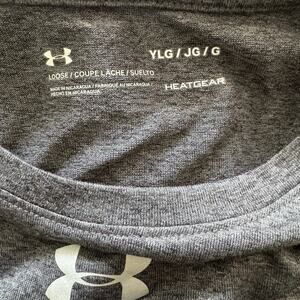 YLG / JG / G
LOOSE / COUPE LÂCHE / SUELTO
MADE IN NICARAGUA / FABRIQUÉ AU NICARAGUA /
HECHO EN NICARAGUA
HEATGEAR